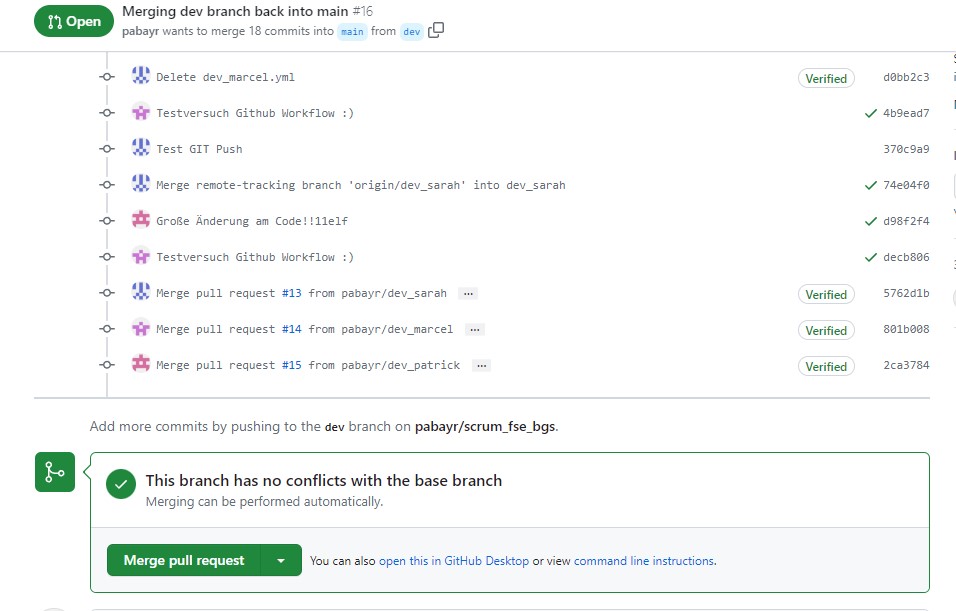 Open
Merging dev branch back into main #16
pabayr wants to merge 18 commits into main from dev
Delete dev_marcel.yml Verified d0bb2c3
Testversuch Github Workflow :) 4b9ead7
Test GIT Push 370c9a9
Merge remote-tracking branch 'origin/dev_sarah' into dev_sarah 74e04f0
Große Änderung am Code!!11elf d98f2f4
Testversuch Github Workflow :) decb806
Merge pull request #13 from pabayr/dev_sarah ... Verified 5762d1b
Merge pull request #14 from pabayr/dev_marcel ... Verified 801b008
Merge pull request #15 from pabayr/dev_patrick ... Verified 2ca3784
Add more commits by pushing to the dev branch on pabayr/scrum_fse_bgs.
This branch has no conflicts with the base branch
Merging can be performed automatically.
Merge pull request
You can also open this in GitHub Desktop or view command line instructions.